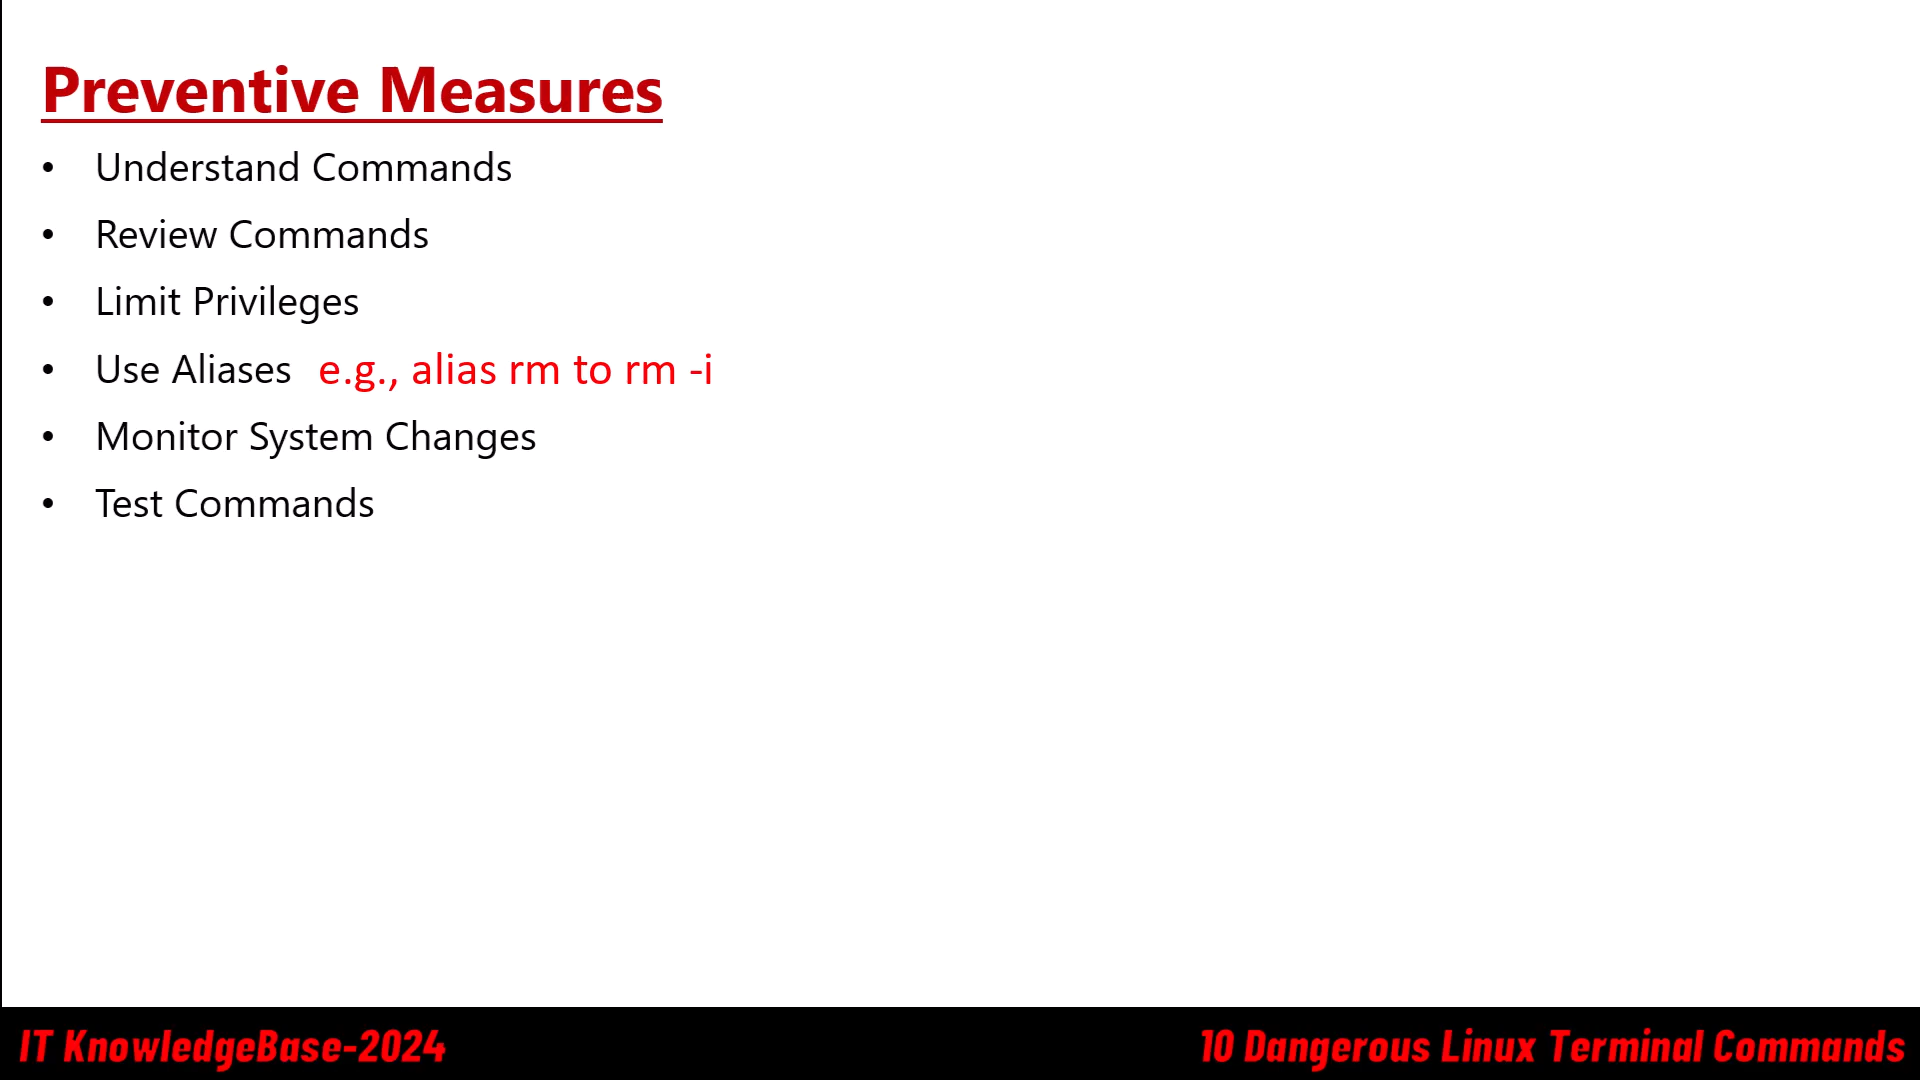 Preventive Measures
• Understand Commands
• Review Commands
• Limit Privileges
• Use Aliases e.g., alias rm to rm -i
• Monitor System Changes
• Test Commands
IT KnowledgeBase-2024
10 Dangerous Linux Terminal Commands